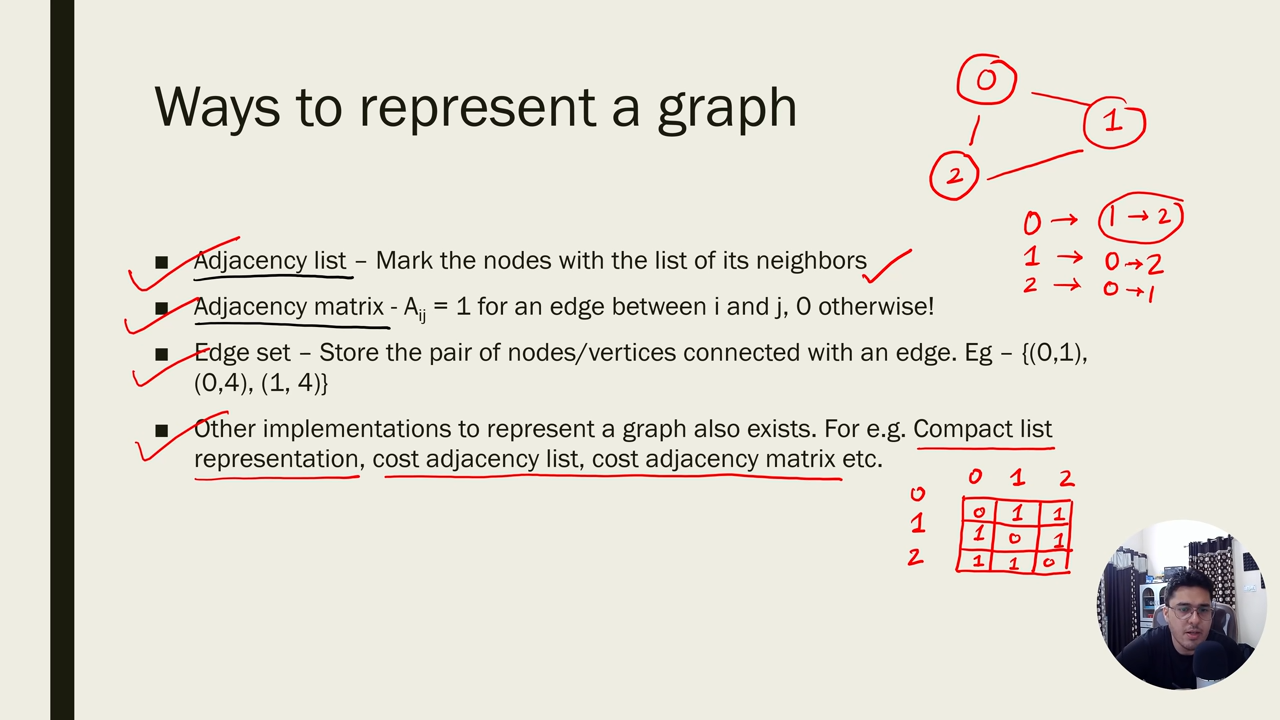 Ways to represent a graph
0
1
2
0 → 1 → 2
1 → 0 → 2
2 → 0 → 1
■ Adjacency list – Mark the nodes with the list of its neighbors
■ Adjacency matrix - Aij = 1 for an edge between i and j, 0 otherwise!
■ Edge set – Store the pair of nodes/vertices connected with an edge. Eg – {(0,1),
(0,4), (1, 4)}
■ Other implementations to represent a graph also exists. For e.g. Compact list
representation, cost adjacency list, cost adjacency matrix etc.
0 1 2
0 0 1 1
1 1 0 1
2 1 1 0